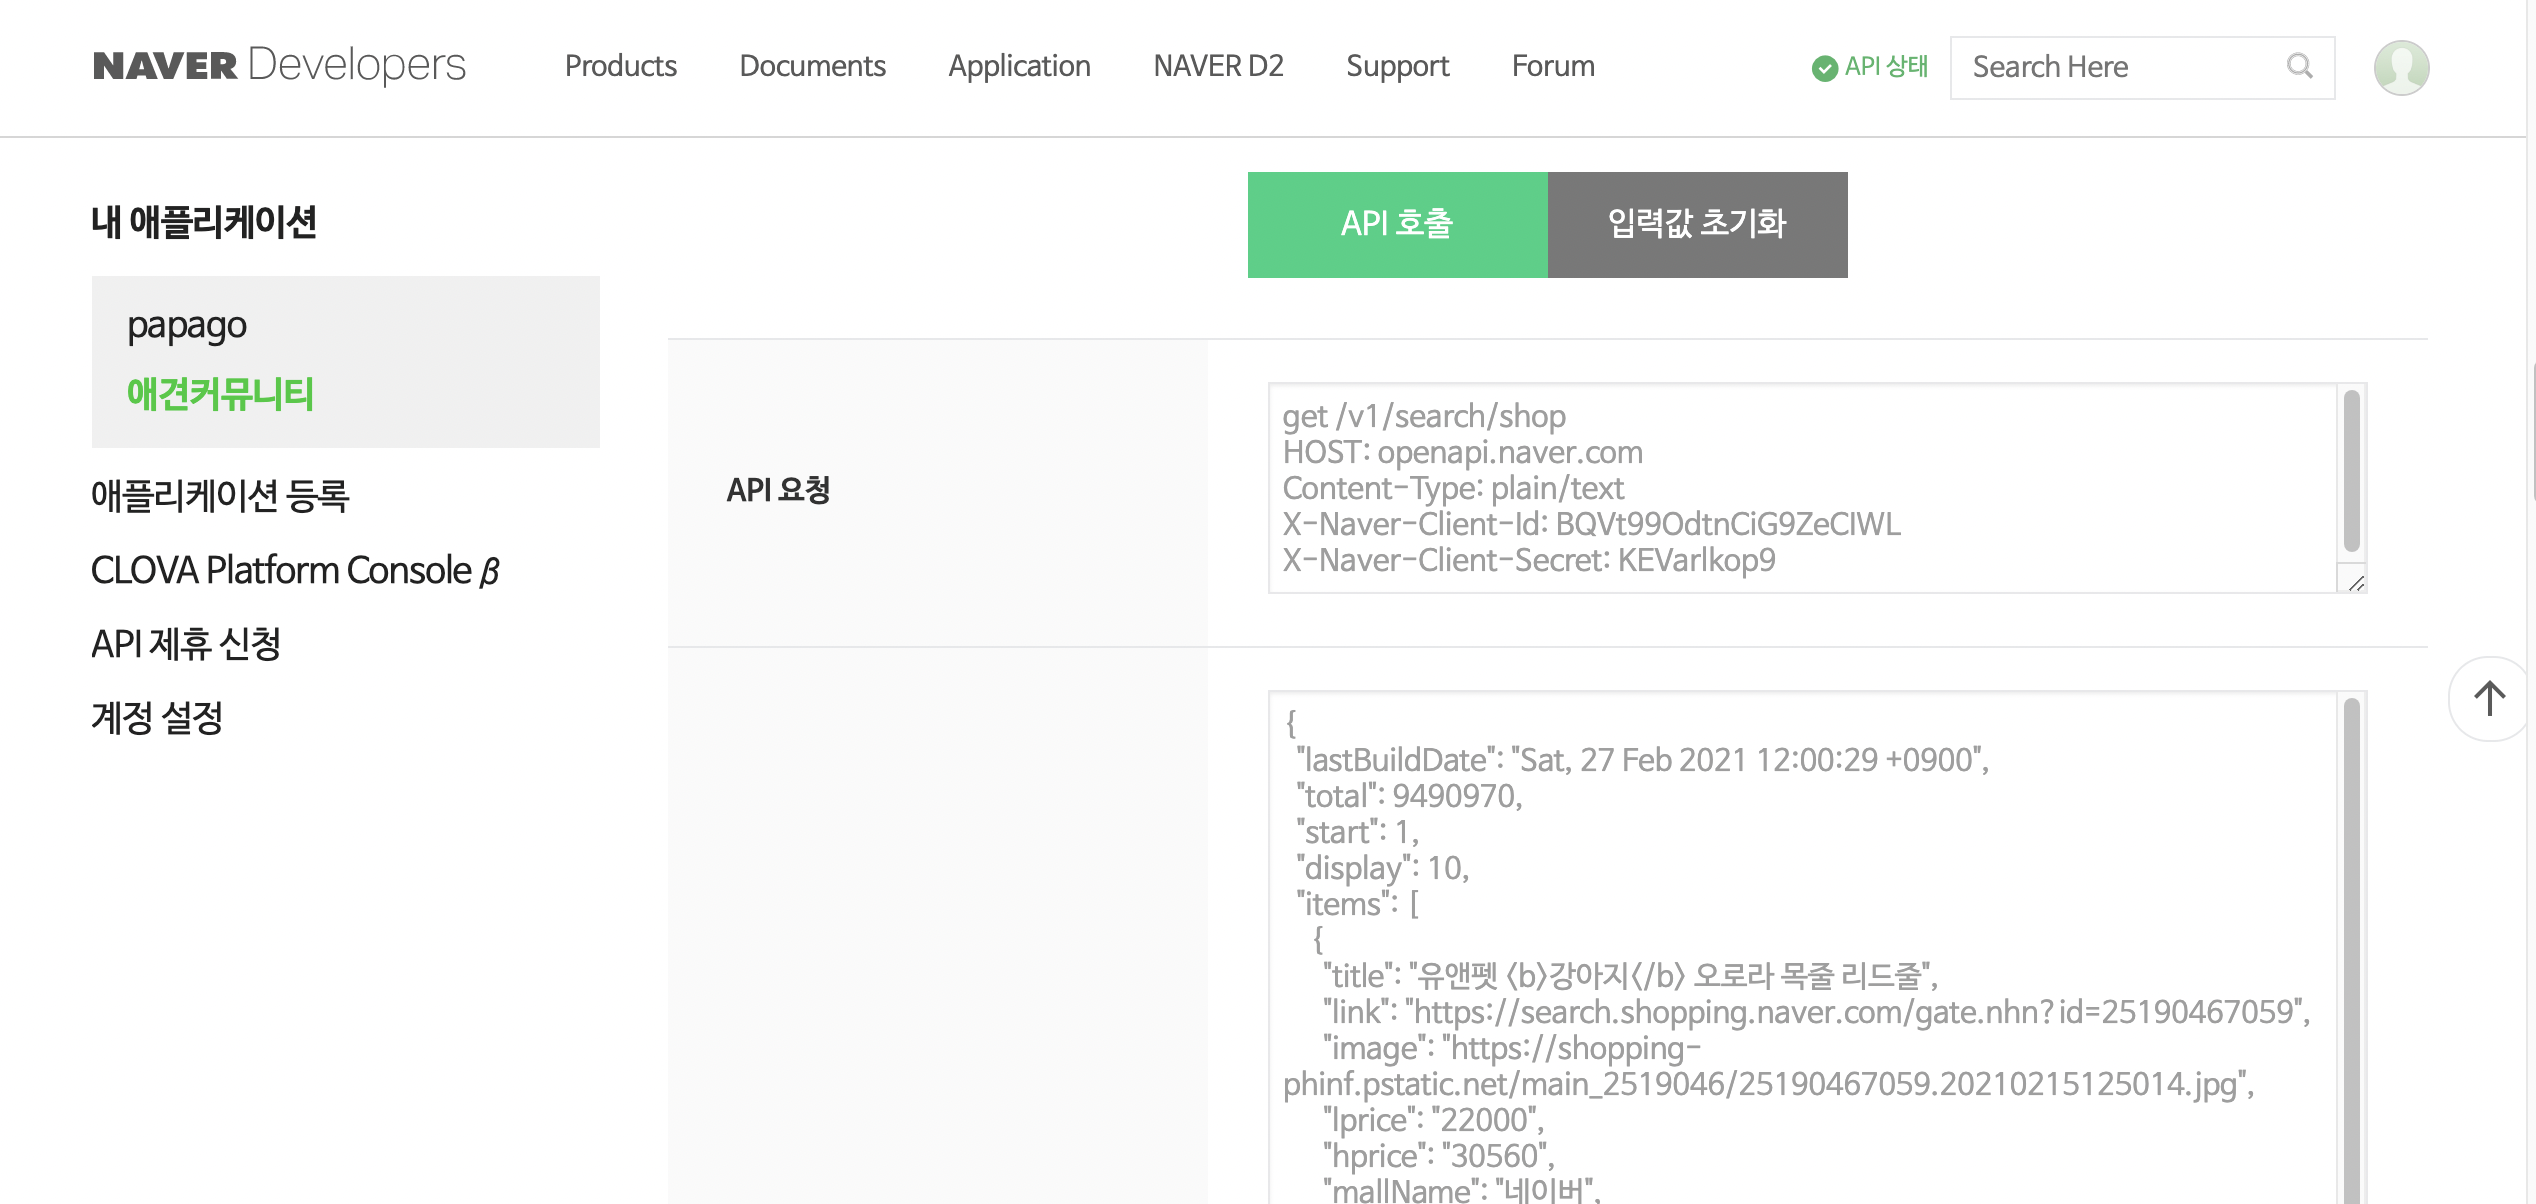 NAVER Developers
Products
Documents
Application
NAVER D2
Support
Forum
API 상태
Search Here
내 애플리케이션
papago
애견커뮤니티
애플리케이션 등록
CLOVA Platform Console β
API 제휴 신청
계정 설정
API 호출
입력값 초기화
API 요청
get /v1/search/shop
HOST: openapi.naver.com
Content-Type: plain/text
X-Naver-Client-Id: BQVt99OdtnCiG9ZeCIWL
X-Naver-Client-Secret: KEVarlkop9
{
"lastBuildDate": "Sat, 27 Feb 2021 12:00:29 +0900",
"total": 9490970,
"start": 1,
"display": 10,
"items": [
{
"title": "유앤펫 <b>강아지</b> 오로라 목줄 리드줄",
"link": "https://search.shopping.naver.com/gate.nhn?id=25190467059",
"image": "https://shopping-
phinf.pstatic.net/main_2519046/25190467059.20210215125014.jpg",
"lprice": "22000",
"hprice": "30560",
"mallName": "네이버",